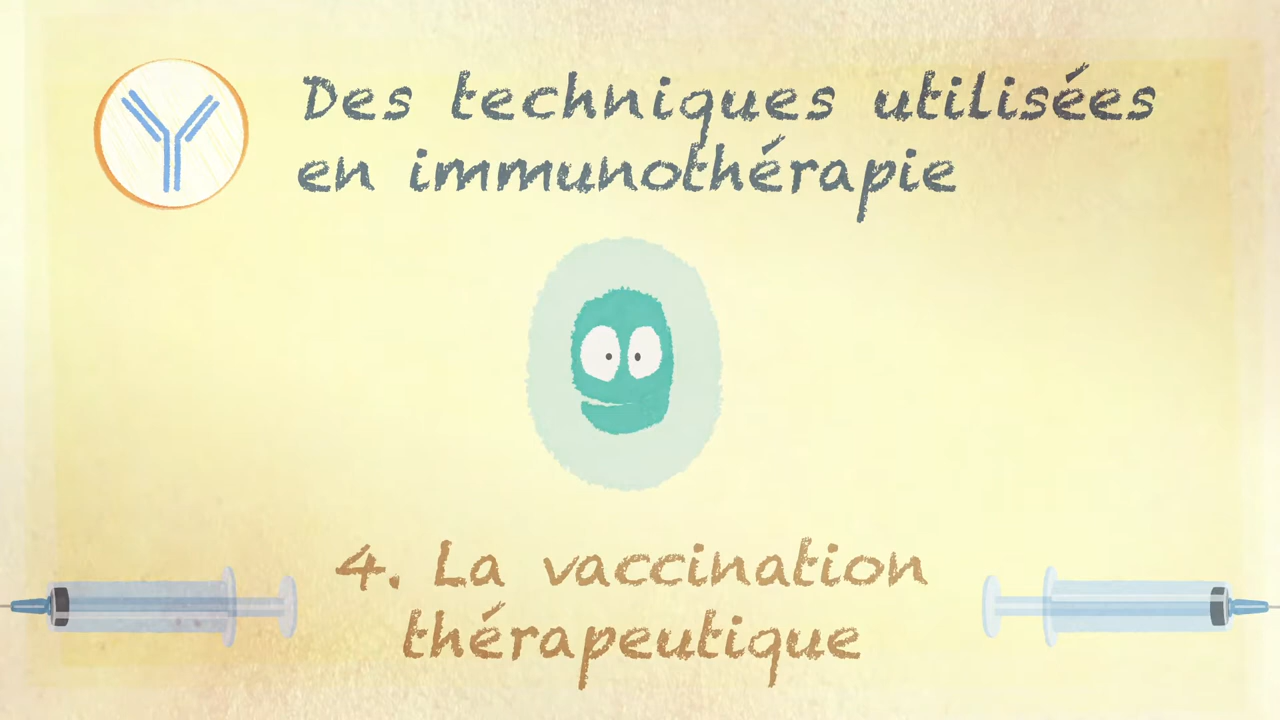 Des techniques utilisées
en immunothérapie
4. La vaccination
thérapeutique